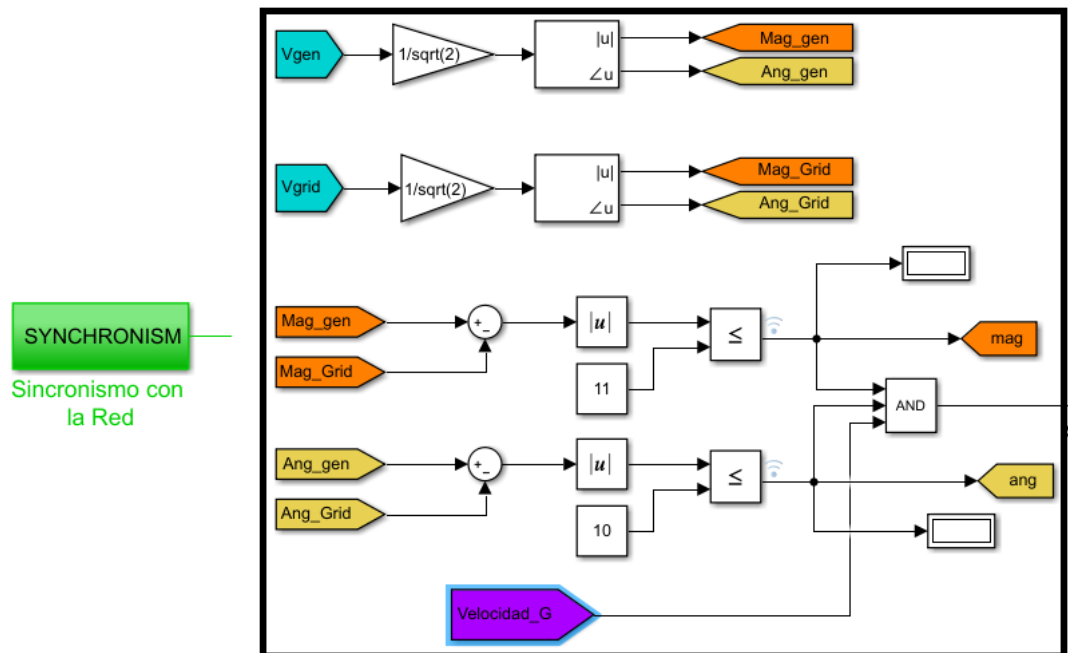 Vgen
1/sqrt(2)
|u|
∠u
Mag_gen
Ang_gen
Vgrid
1/sqrt(2)
|u|
∠u
Mag_Grid
Ang_Grid
SYNCHRONISM
Sincronismo con
la Red
Mag_gen
Mag_Grid
+
−
|u|
11
≤
mag
AND
Ang_gen
Ang_Grid
+
−
|u|
10
≤
ang
Velocidad_G